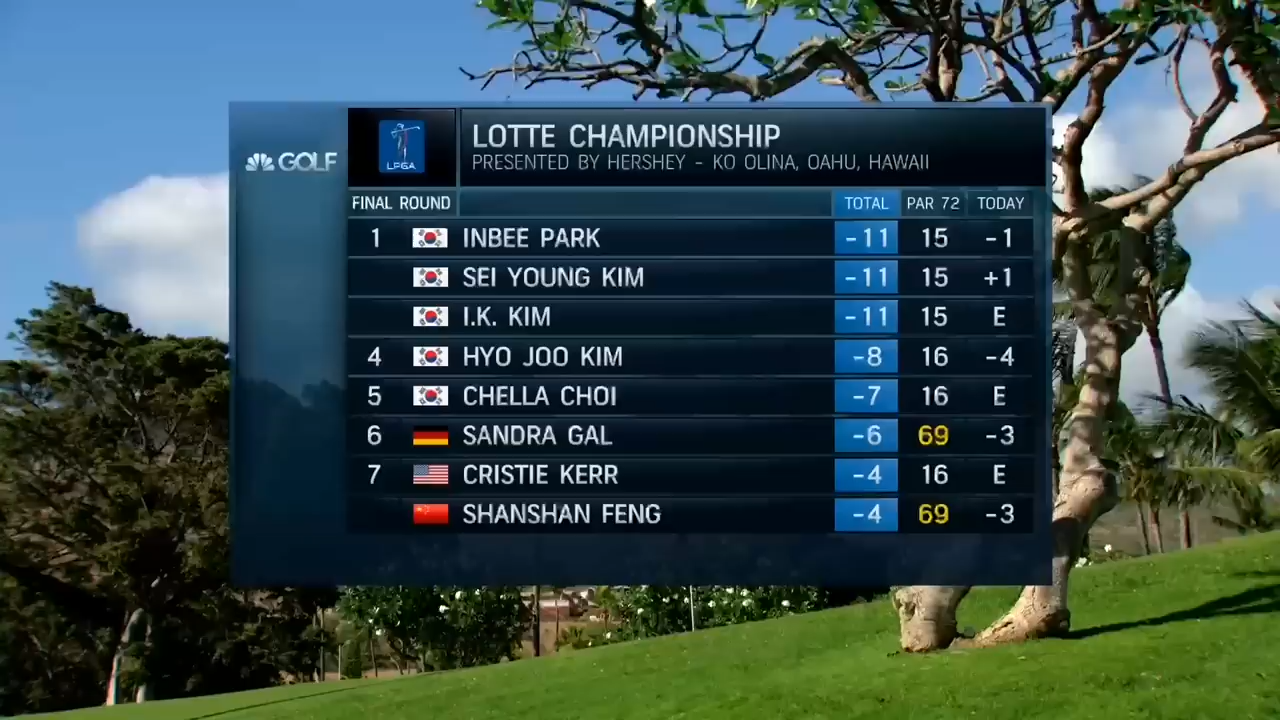 GOLF
LPGA
LOTTE CHAMPIONSHIP
PRESENTED BY HERSHEY - KO OLINA, OAHU, HAWAII
FINAL ROUND TOTAL PAR 72 TODAY
1 INBEE PARK -11 15 -1
SEI YOUNG KIM -11 15 +1
I.K. KIM -11 15 E
4 HYO JOO KIM -8 16 -4
5 CHELLA CHOI -7 16 E
6 SANDRA GAL -6 69 -3
7 CRISTIE KERR -4 16 E
SHANSHAN FENG -4 69 -3